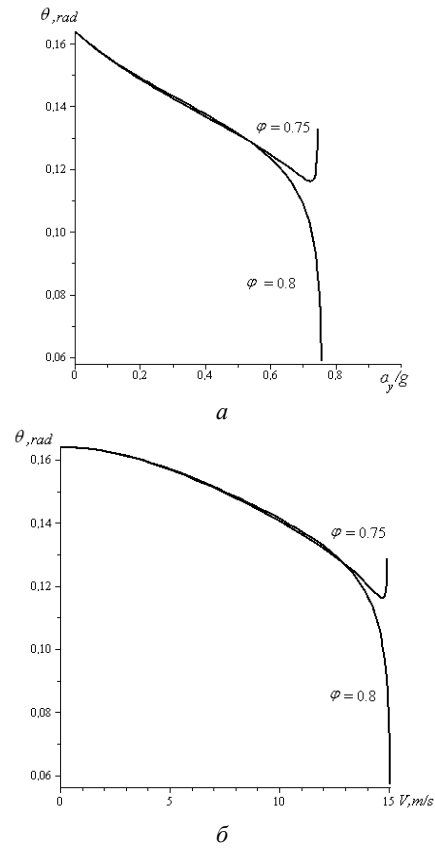 θ ,rad
0,16
0,14
φ = 0.75
0,12
0,10
φ = 0.8
0,08
0,06
0 0,2 0,4 0,6 0,8
a_y/g
а
θ ,rad
0,16
0,14
φ = 0.75
0,12
0,10
φ = 0.8
0,08
0,06
0 5 10 15 V, m/s
б